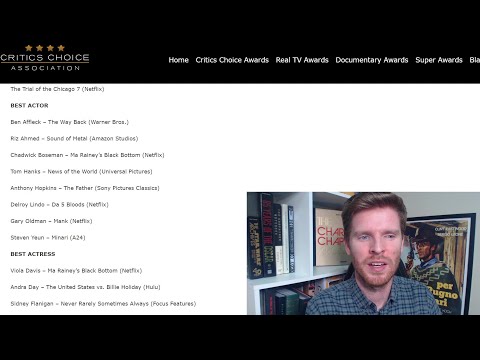 CRITICS CHOICE
ASSOCIATION
Home Critics Choice Awards Real TV Awards Documentary Awards Super Awards Bla
The Trial of the Chicago 7 (Netflix)
BEST ACTOR
Ben Affleck – The Way Back (Warner Bros.)
Riz Ahmed – Sound of Metal (Amazon Studios)
Chadwick Boseman – Ma Rainey's Black Bottom (Netflix)
Tom Hanks – News of the World (Universal Pictures)
Anthony Hopkins – The Father (Sony Pictures Classics)
Delroy Lindo – Da 5 Bloods (Netflix)
Gary Oldman – Mank (Netflix)
Steven Yeun – Minari (A24)
BEST ACTRESS
Viola Davis – Ma Rainey's Black Bottom (Netflix)
Andra Day – The United States vs. Billie Holiday (Hulu)
Sidney Flanigan – Never Rarely Sometimes Always (Focus Features)
CHAR
CHAP
per